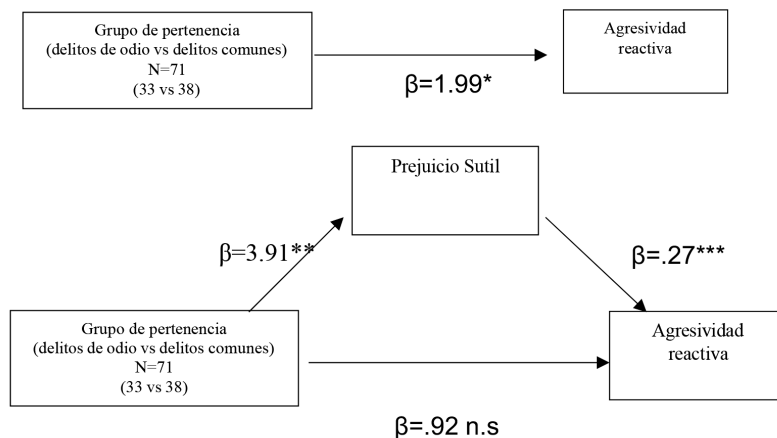 Grupo de pertenencia
(delitos de odio vs delitos comunes)
N=71
(33 vs 38)
Agresividad
reactiva
β=1.99*
Prejuicio Sutil
β=3.91**
β=.27***
Grupo de pertenencia
(delitos de odio vs delitos comunes)
N=71
(33 vs 38)
Agresividad
reactiva
β=.92 n.s